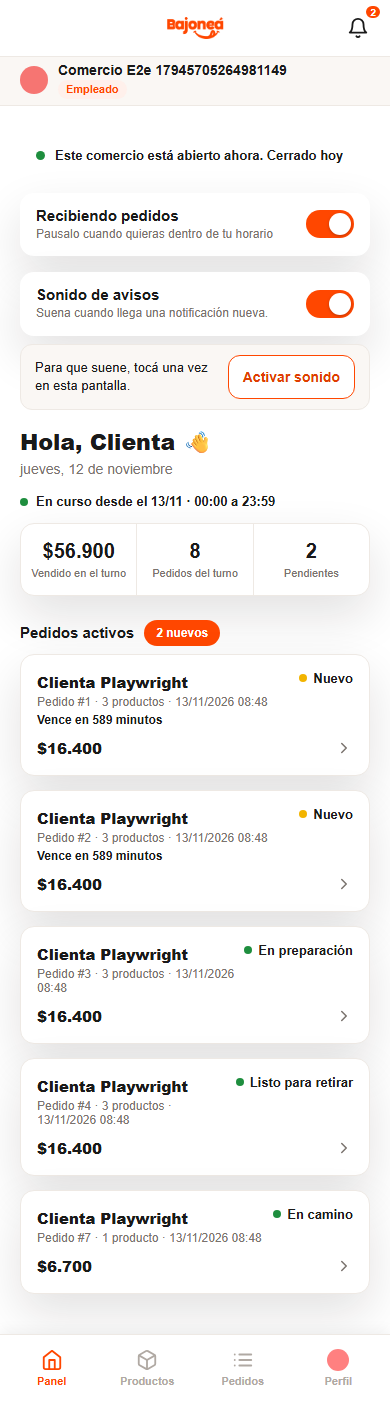 Bajoneá
2
Comercio E2e 17945705264981149
Empleado
Este comercio está abierto ahora. Cerrado hoy
Recibiendo pedidos
Pausalo cuando quieras dentro de tu horario
Sonido de avisos
Suena cuando llega una notificación nueva.
Para que suene, tocá una vez
en esta pantalla.
Activar sonido
Hola, Clienta 👋
jueves, 12 de noviembre
En curso desde el 13/11 · 00:00 a 23:59
$56.900
Vendido en el turno
8
Pedidos del turno
2
Pendientes
Pedidos activos
2 nuevos
Clienta Playwright
Nuevo
Pedido #1 · 3 productos · 13/11/2026 08:48
Vence en 589 minutos
$16.400
Clienta Playwright
Nuevo
Pedido #2 · 3 productos · 13/11/2026 08:48
Vence en 589 minutos
$16.400
Clienta Playwright
En preparación
Pedido #3 · 3 productos · 13/11/2026
08:48
$16.400
Clienta Playwright
Listo para retirar
Pedido #4 · 3 productos ·
13/11/2026 08:48
$16.400
Clienta Playwright
En camino
Pedido #7 · 1 producto · 13/11/2026 08:48
$6.700
Panel
Productos
Pedidos
Perfil